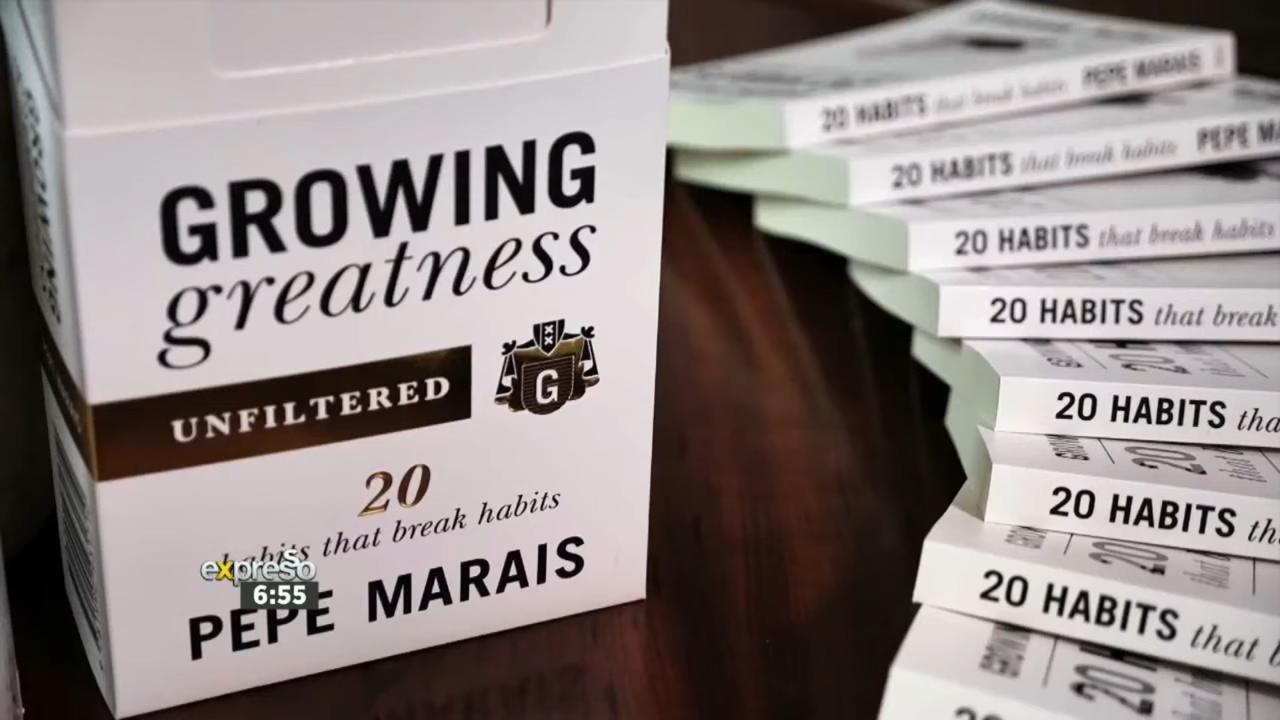 GROWING
greatness
UNFILTERED
G
20
habits that break habits
PEPE MARAIS
expresso
6:55
20 HABITS that break habits PEPE MARAIS
20 HABITS that break habits PEPE M
20 HABITS that break habits
20 HABITS that break
20 HABITS tha
20 HABITS th
20 HABITS that b